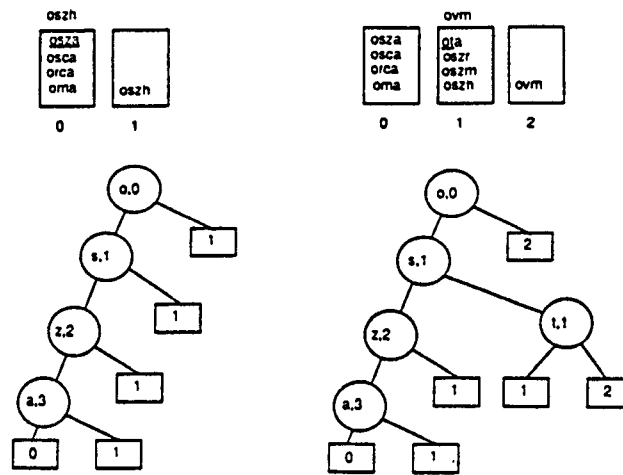 oszh
osza
osca
orca
oma
oszh
0 1
o,0
1
s,1
1
z,2
1
a,3
0 1
ovm
osza
osca
orca
oma
ota
oszr
oszm
oszh
ovm
0 1 2
o,0
2
s,1
z,2
t,1
1
1
2
a,3
0
1